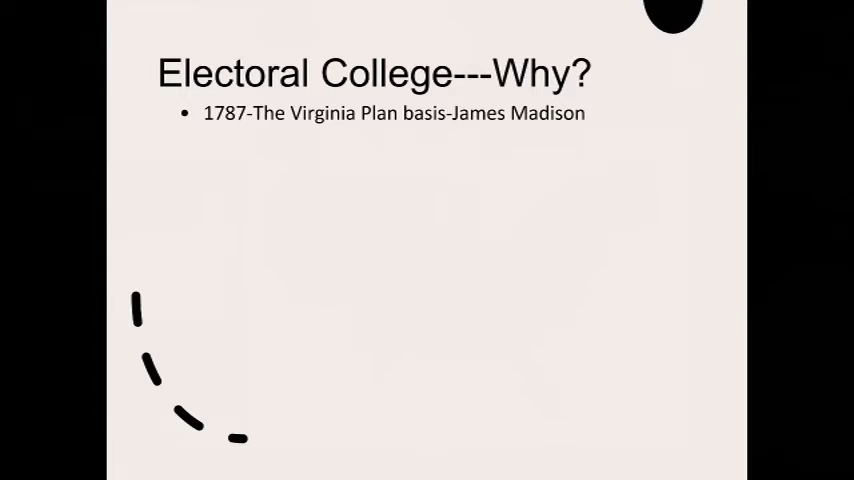 Electoral College---Why?
• 1787-The Virginia Plan basis-James Madison